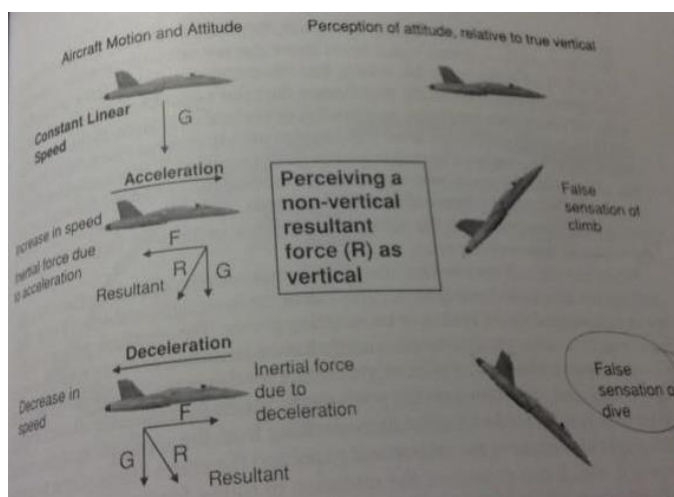 Aircraft Motion and Attitude
Perception of attitude, relative to true vertical
Constant Linear
Speed
G
Acceleration
Increase in speed
Inertial force due
to acceleration
F
R
G
Resultant
Perceiving a
non-vertical
resultant
force (R) as
vertical
False
sensation of
climb
Deceleration
Decrease in
speed
F
G
R
Resultant
Inertial force
due to
deceleration
False
sensation o
dive